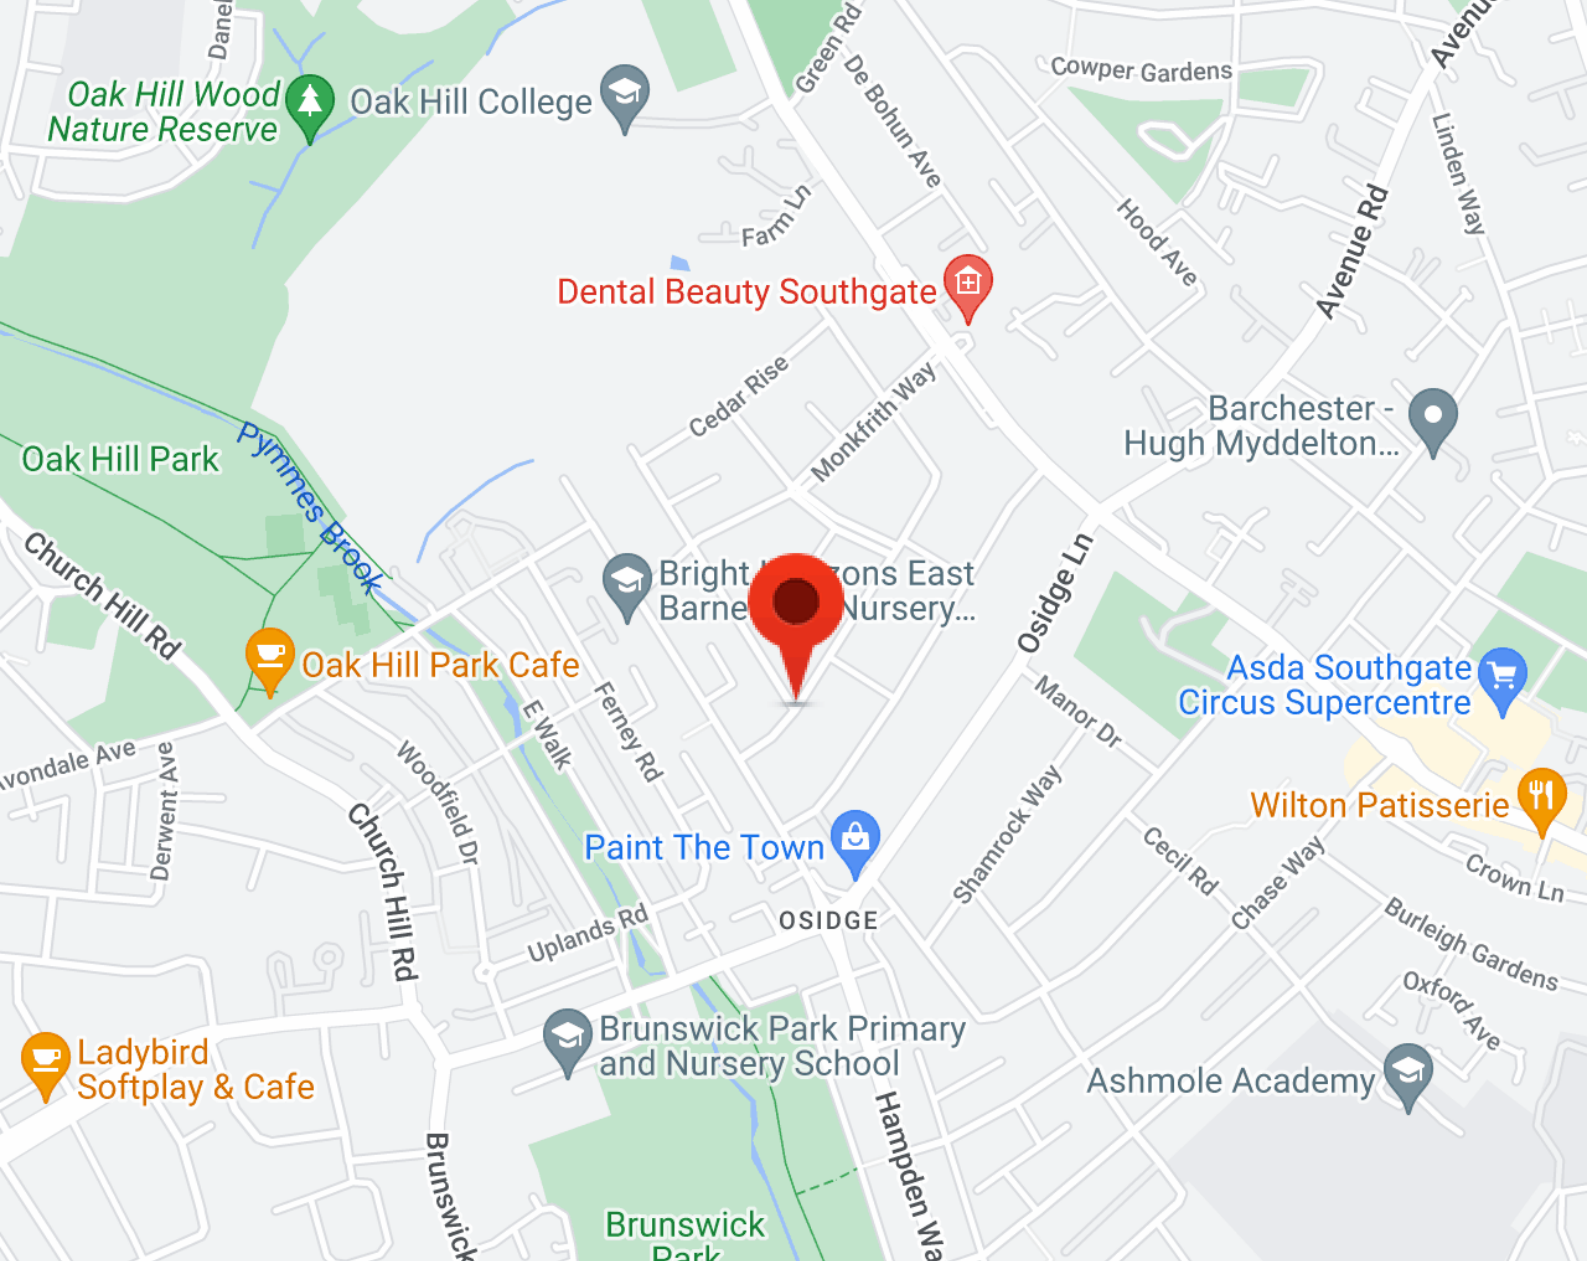 Danel
Green Rd
Avenue
Oak Hill Wood
Nature Reserve
Oak Hill College
De Bohun Ave
Cowper Gardens
Linden Way
Farm Ln
Hood Ave
Avenue Rd
Dental Beauty Southgate
Cedar Rise
Monkfrith Way
Barchester -
Hugh Myddelton...
Oak Hill Park
Pymmes Brook
Church Hill Rd
Bright
zons East
Barne
Nursery...
Osidge Ln
Oak Hill Park Cafe
Asda Southgate
Circus Supercentre
E Walk
Ferney Rd
Manor Dr
Avondale Ave
Derwent Ave
Woodfield Dr
Church Hill Rd
Paint The Town
Shamrock Way
Wilton Patisserie
Cecil Rd
Chase Way
Crown Ln
OSIDGE
Uplands Rd
Burleigh Gardens
Oxford Ave
Brunswick Park Primary
and Nursery School
Ladybird
Softplay & Cafe
Ashmole Academy
Brunswick
Hampden Wa
Brunswick
Park